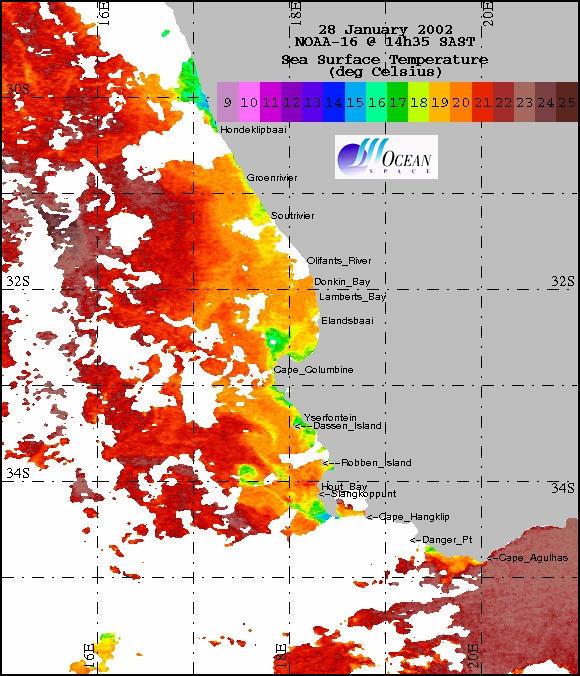 16E
18E
20E
28 January 2002
NOAA-16 @ 14h35 SAST
Sea Surface Temperature
(deg Celsius)
30S
9 10 11 12 13 14 15 16 17 18 19 20 21 22 23 24 25
Hondeklipbaai
OCEAN
SPACE
Groenrivier
Soutrivier
Olifants_River
32S
Donkin_Bay
32S
Lamberts_Bay
Elandsbaai
Cape_Columbine
Yserfontein
<--Dassen_Island
<--Robben_Island
34S
Hout_Bay
34S
<--Slangkoppunt
<--Cape_Hangklip
<--Danger_Pt
<--Cape_Agulhas
16E
18E
20E